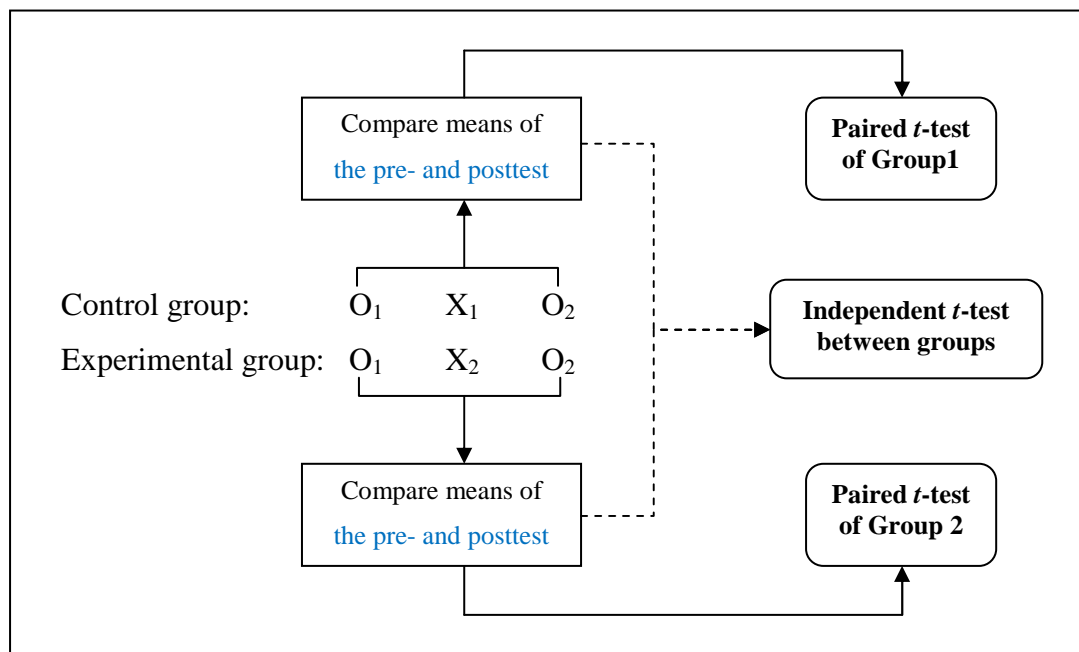 Compare means of
the pre- and posttest
Paired t-test
of Group1
Control group: O₁ X₁ O₂
Experimental group: O₁ X₂ O₂
Independent t-test
between groups
Compare means of
the pre- and posttest
Paired t-test
of Group 2